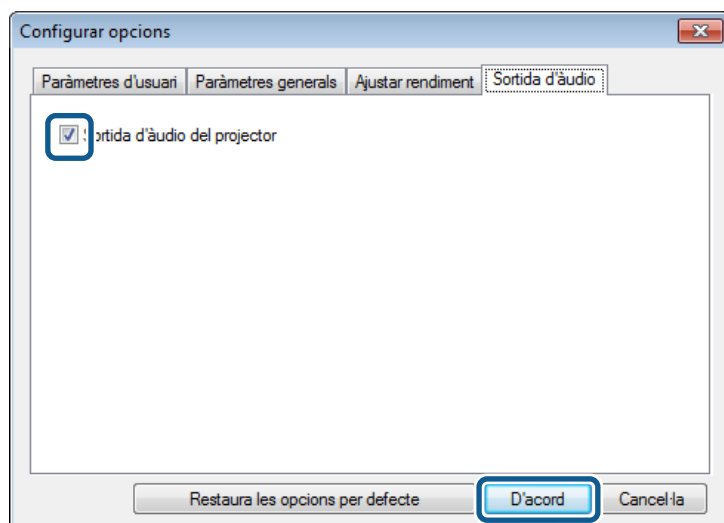 Configurar opcions
Paràmetres d'usuari Paràmetres generals Ajustar rendiment Sortida d'àudio
Sortida d'àudio del projector
Restaura les opcions per defecte D'acord Cancel·la